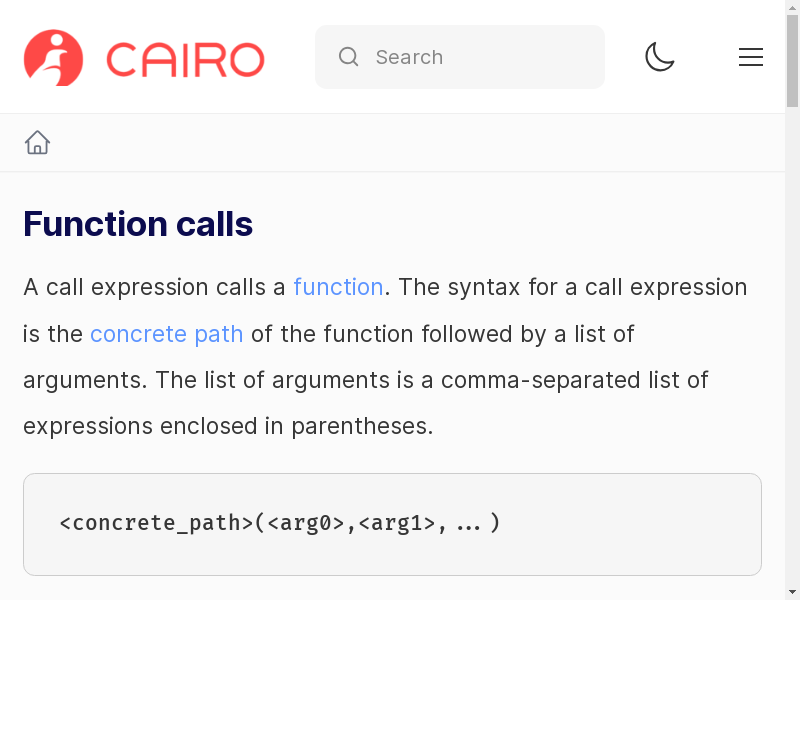 CAIRO
Search
Function calls
A call expression calls a function. The syntax for a call expression
is the concrete path of the function followed by a list of
arguments. The list of arguments is a comma-separated list of
expressions enclosed in parentheses.
<concrete_path>(<arg0>,<arg1>,...)